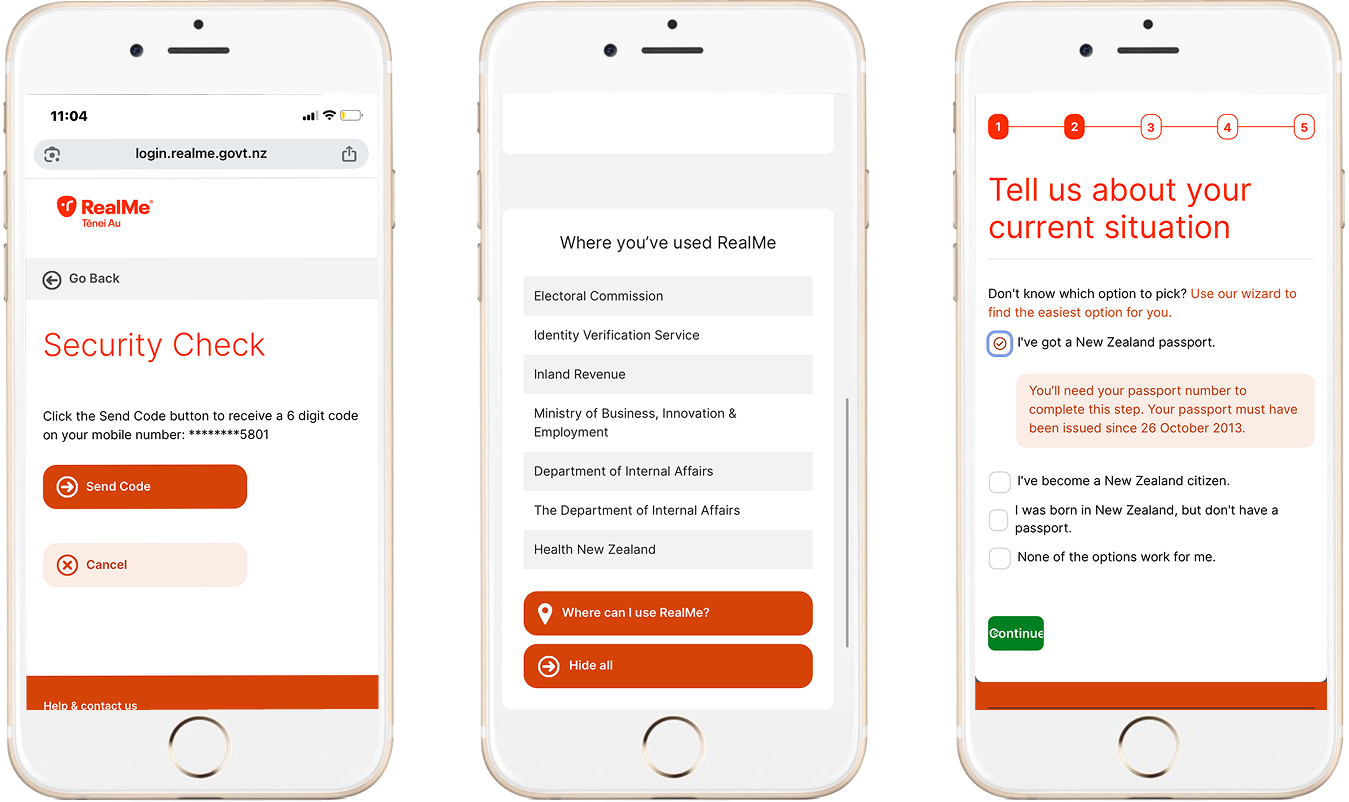 11:04
login.realme.govt.nz
RealMe
Tēnei Au
Go Back
Security Check
Click the Send Code button to receive a 6 digit code
on your mobile number: ********5801
Send Code
Cancel
Help & contact us
Where you've used RealMe
Electoral Commission
Identity Verification Service
Inland Revenue
Ministry of Business, Innovation &
Employment
Department of Internal Affairs
The Department of Internal Affairs
Health New Zealand
Where can I use RealMe?
Hide all
1 2 3 4 5
Tell us about your
current situation
Don't know which option to pick? Use our wizard to
find the easiest option for you.
I've got a New Zealand passport.
You'll need your passport number to
complete this step. Your passport must have
been issued since 26 October 2013.
I've become a New Zealand citizen.
I was born in New Zealand, but don't have a
passport.
None of the options work for me.
Continue